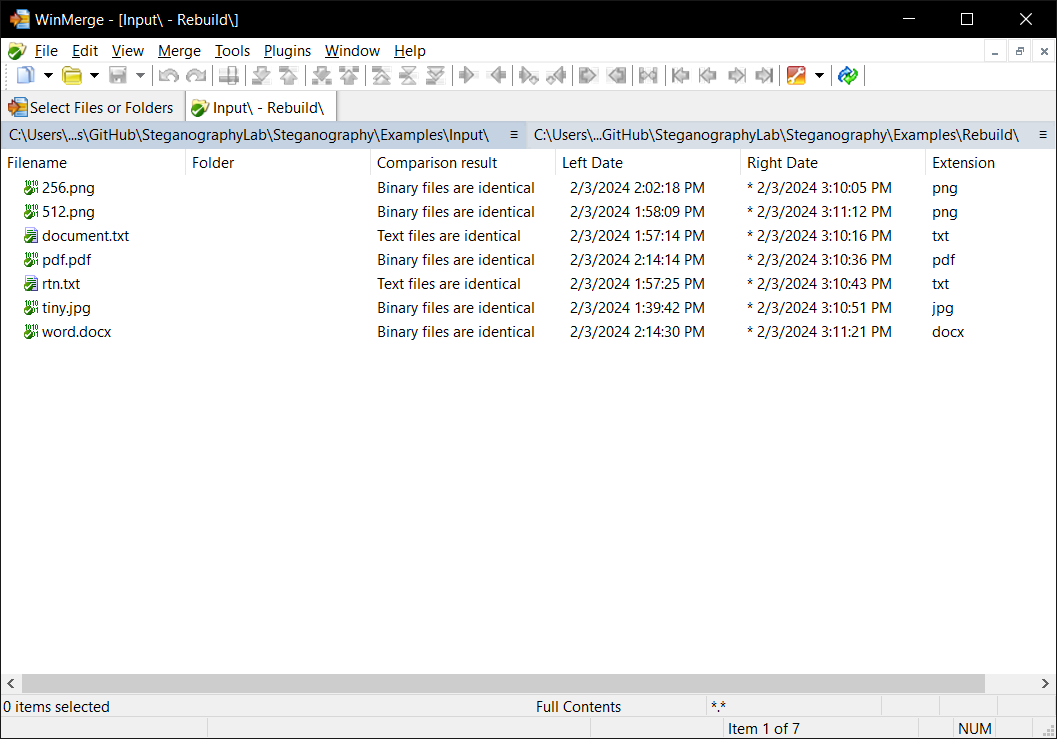 WinMerge - [Input\ - Rebuild\]
File Edit View Merge Tools Plugins Window Help
Select Files or Folders Input\ - Rebuild\
C:\Users\...s\GitHub\SteganographyLab\Steganography\Examples\Input\ C:\Users\...GitHub\SteganographyLab\Steganography\Examples\Rebuild\
Filename Folder Comparison result Left Date Right Date Extension
256.png Binary files are identical 2/3/2024 2:02:18 PM * 2/3/2024 3:10:05 PM png
512.png Binary files are identical 2/3/2024 1:58:09 PM * 2/3/2024 3:11:12 PM png
document.txt Text files are identical 2/3/2024 1:57:14 PM * 2/3/2024 3:10:16 PM txt
pdf.pdf Binary files are identical 2/3/2024 2:14:14 PM * 2/3/2024 3:10:36 PM pdf
rtn.txt Text files are identical 2/3/2024 1:57:25 PM * 2/3/2024 3:10:43 PM txt
tiny.jpg Binary files are identical 2/3/2024 1:39:42 PM * 2/3/2024 3:10:51 PM jpg
word.docx Binary files are identical 2/3/2024 2:14:30 PM * 2/3/2024 3:11:21 PM docx
0 items selected Full Contents *.*
Item 1 of 7 NUM